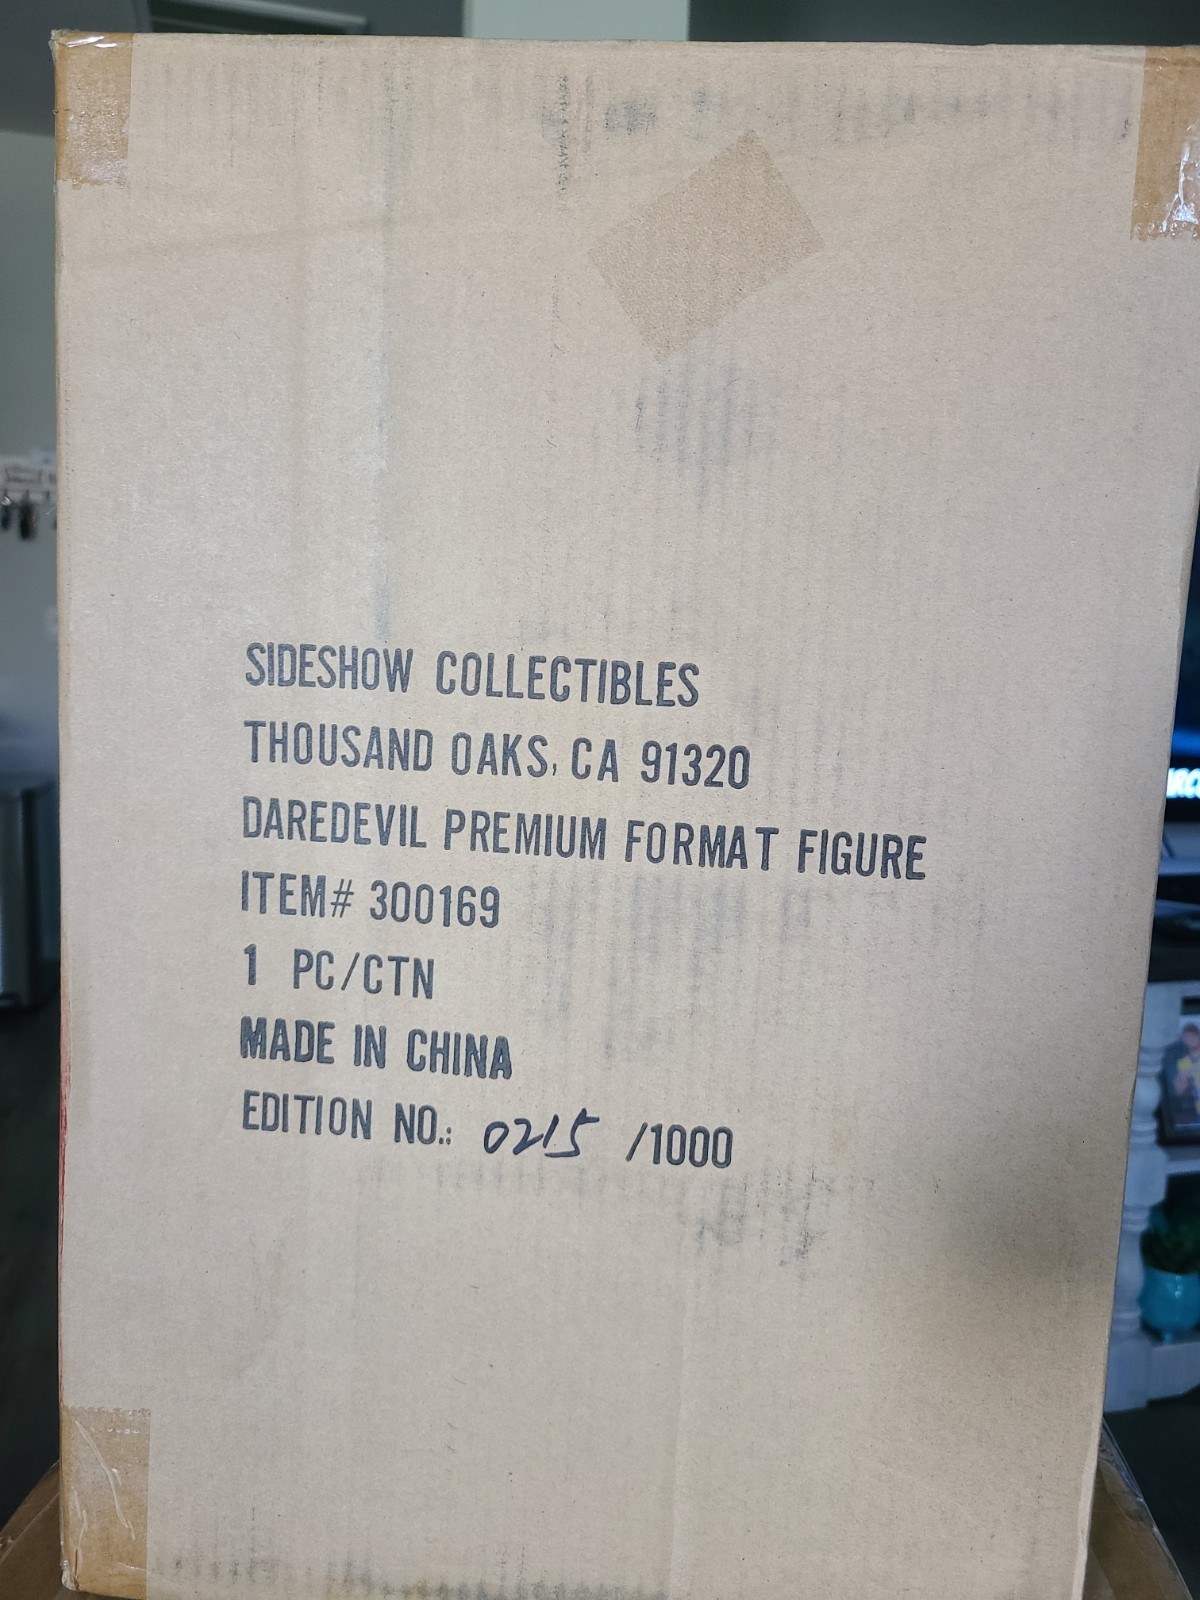 SIDESHOW COLLECTIBLES
THOUSAND OAKS, CA 91320
DAREDEVIL PREMIUM FORMAT FIGURE
ITEM# 300169
1 PC/CTN
MADE IN CHINA
EDITION NO.: 0215 /1000